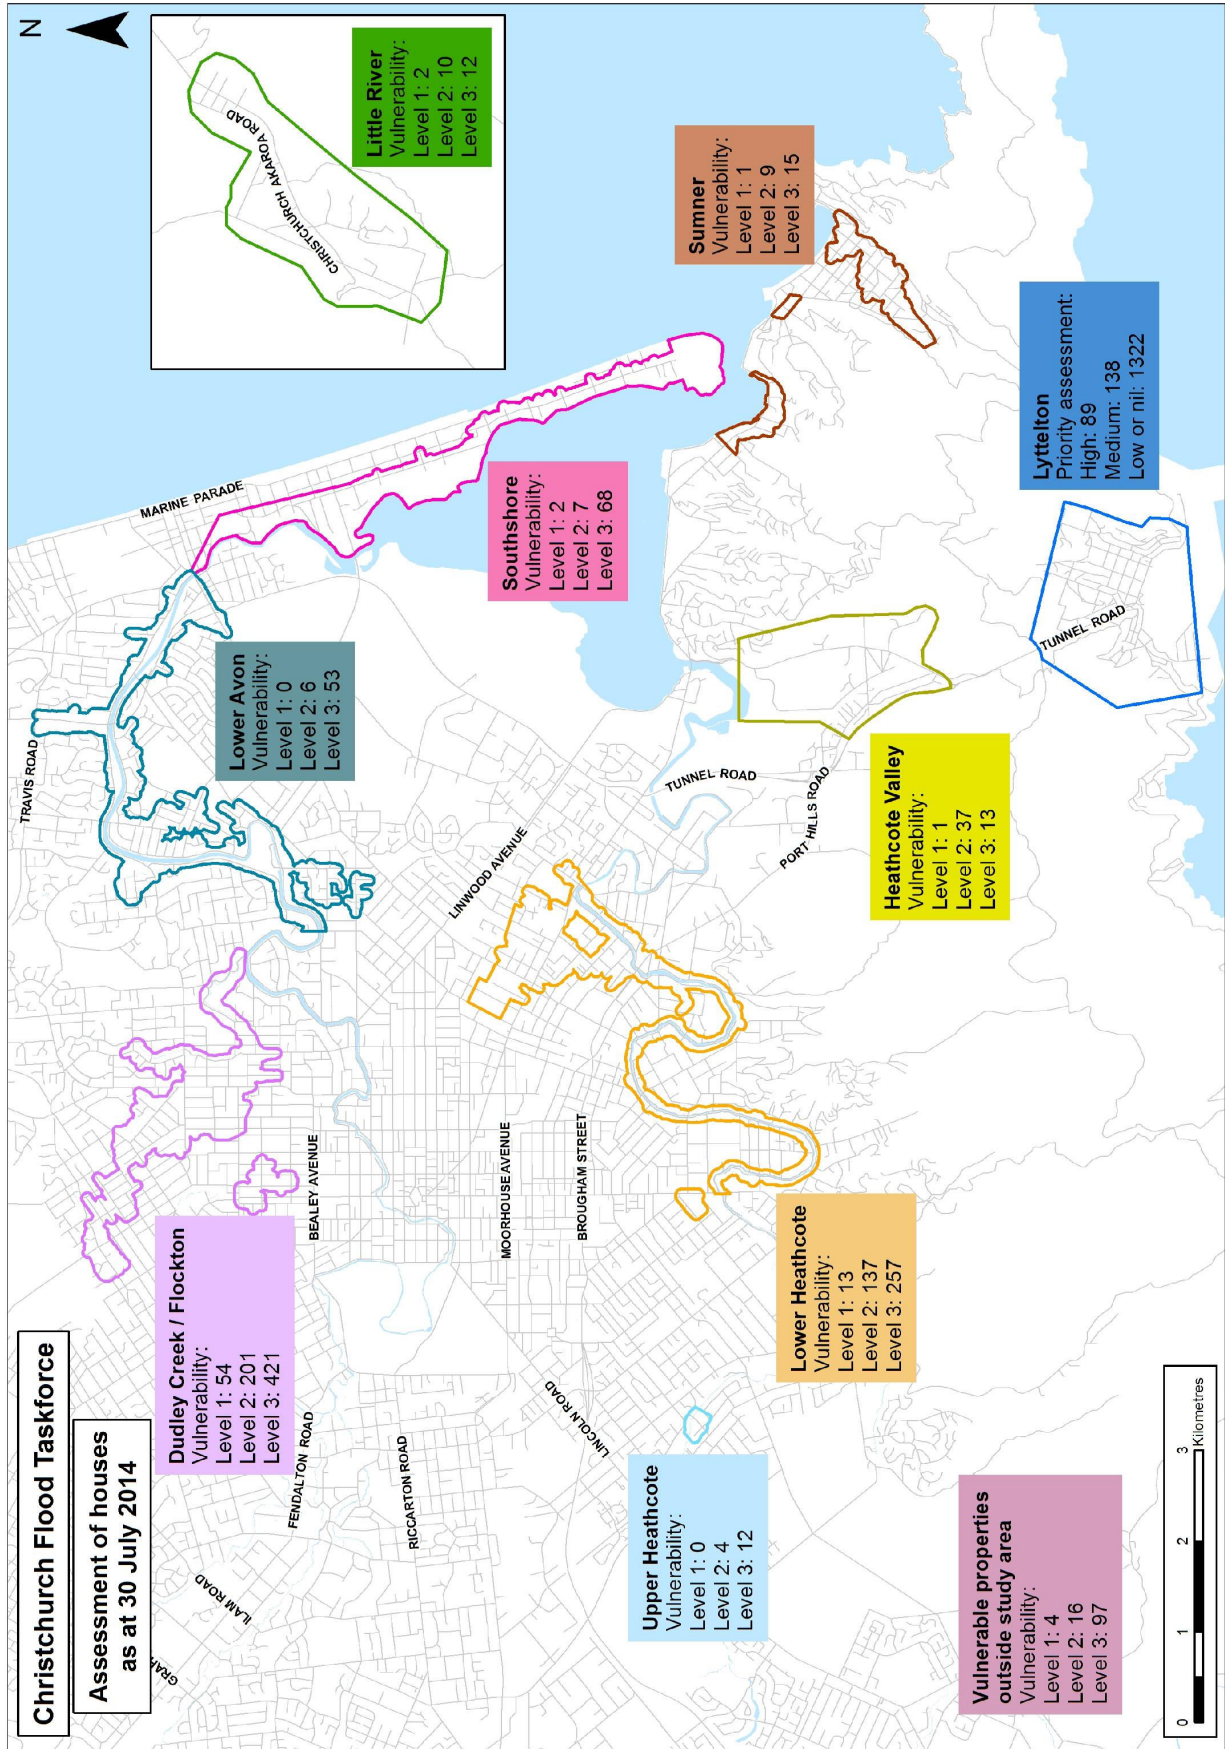 Christchurch Flood Taskforce
Assessment of houses
as at 30 July 2014
N
Little River
Vulnerability:
Level 1: 2
Level 2: 10
Level 3: 12
CHRISTCHURCH AKAROA ROAD
Dudley Creek / Flockton
Vulnerability:
Level 1: 54
Level 2: 201
Level 3: 421
Lower Avon
Vulnerability:
Level 1: 0
Level 2: 6
Level 3: 53
Southshore
Vulnerability:
Level 1: 2
Level 2: 7
Level 3: 68
Sumner
Vulnerability:
Level 1: 1
Level 2: 9
Level 3: 15
Upper Heathcote
Vulnerability:
Level 1: 0
Level 2: 4
Level 3: 12
Lower Heathcote
Vulnerability:
Level 1: 13
Level 2: 137
Level 3: 257
Heathcote Valley
Vulnerability:
Level 1: 1
Level 2: 37
Level 3: 13
Lyttelton
Priority assessment:
High: 89
Medium: 138
Low or nil: 1322
Vulnerable properties
outside study area
Vulnerability:
Level 1: 4
Level 2: 16
Level 3: 97
TRAVIS ROAD
MARINE PARADE
ILAM ROAD
FENDALTON ROAD
BEALEY AVENUE
RICCARTON ROAD
LINWOOD AVENUE
MOORHOUSE AVENUE
BROUGHAM STREET
LINCOLN ROAD
TUNNEL ROAD
PORT HILLS ROAD
TUNNEL ROAD
0 1 2 3
Kilometres